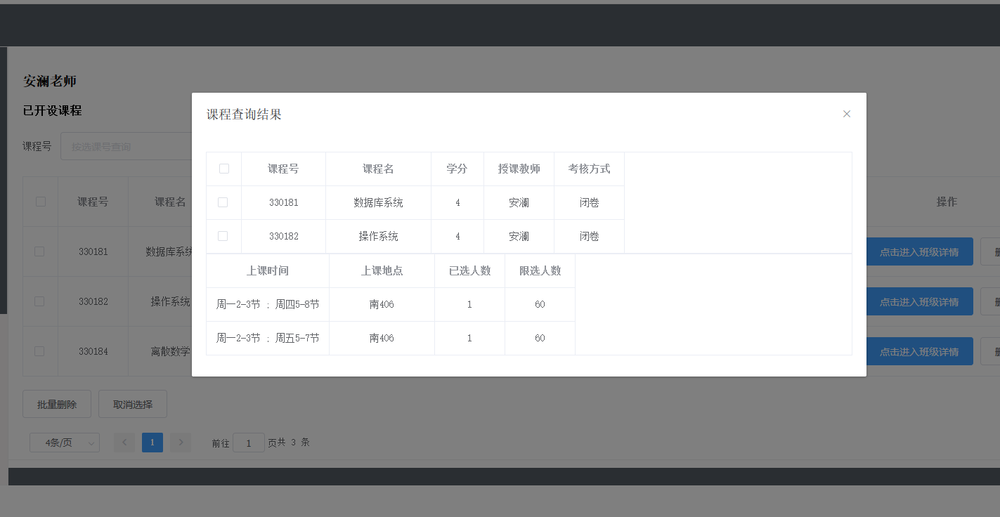 安澜老师
已开设课程
课程号 按选课号查询
课程号 课程名 操作
330181 数据库系统 点击进入班级详情
330182 操作系统 点击进入班级详情
330184 离散数学 点击进入班级详情
批量删除 取消选择
4条/页 1 前往 1 页共 3 条
课程查询结果
课程号 课程名 学分 授课教师 考核方式
330181 数据库系统 4 安澜 闭卷
330182 操作系统 4 安澜 闭卷
上课时间 上课地点 已选人数 限选人数
周一2-3节 ; 周四5-8节 南406 1 60
周一2-3节 ; 周五5-7节 南406 1 60